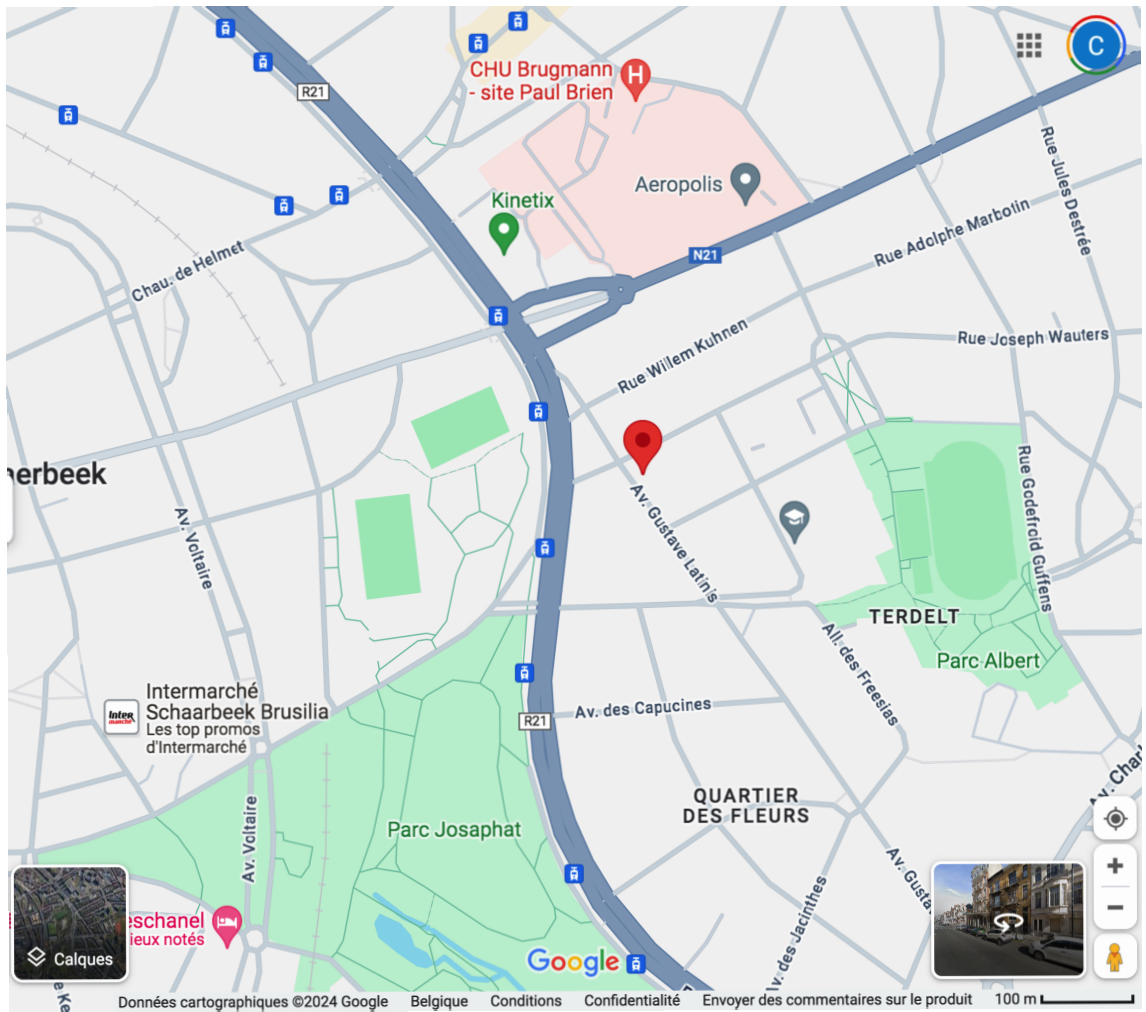 R21
CHU Brugmann
- site Paul Brien
H
C
Rue Jules Destrée
Aeropolis
Kinetix
Rue Adolphe Marbotin
Chau. de Helmet
N21
Rue Willem Kuhnen
Rue Joseph Wauters
aerbeek
Av. Voltaire
Av. Gustave Latinis
Rue Godefroid Guffens
TERDELT
All. des Freesias
Parc Albert
Inter
marché
Intermarché
Schaarbeek Brusilia
Les top promos
d'Intermarché
R21
Av. des Capucines
Av. Char
QUARTIER
DES FLEURS
Av. Voltaire
Parc Josaphat
Av. Gusta
Av. des Jacinthes
eschanel
ieux notés
Calques
Google
Données cartographiques ©2024 Google Belgique Conditions Confidentialité Envoyer des commentaires sur le produit 100 m